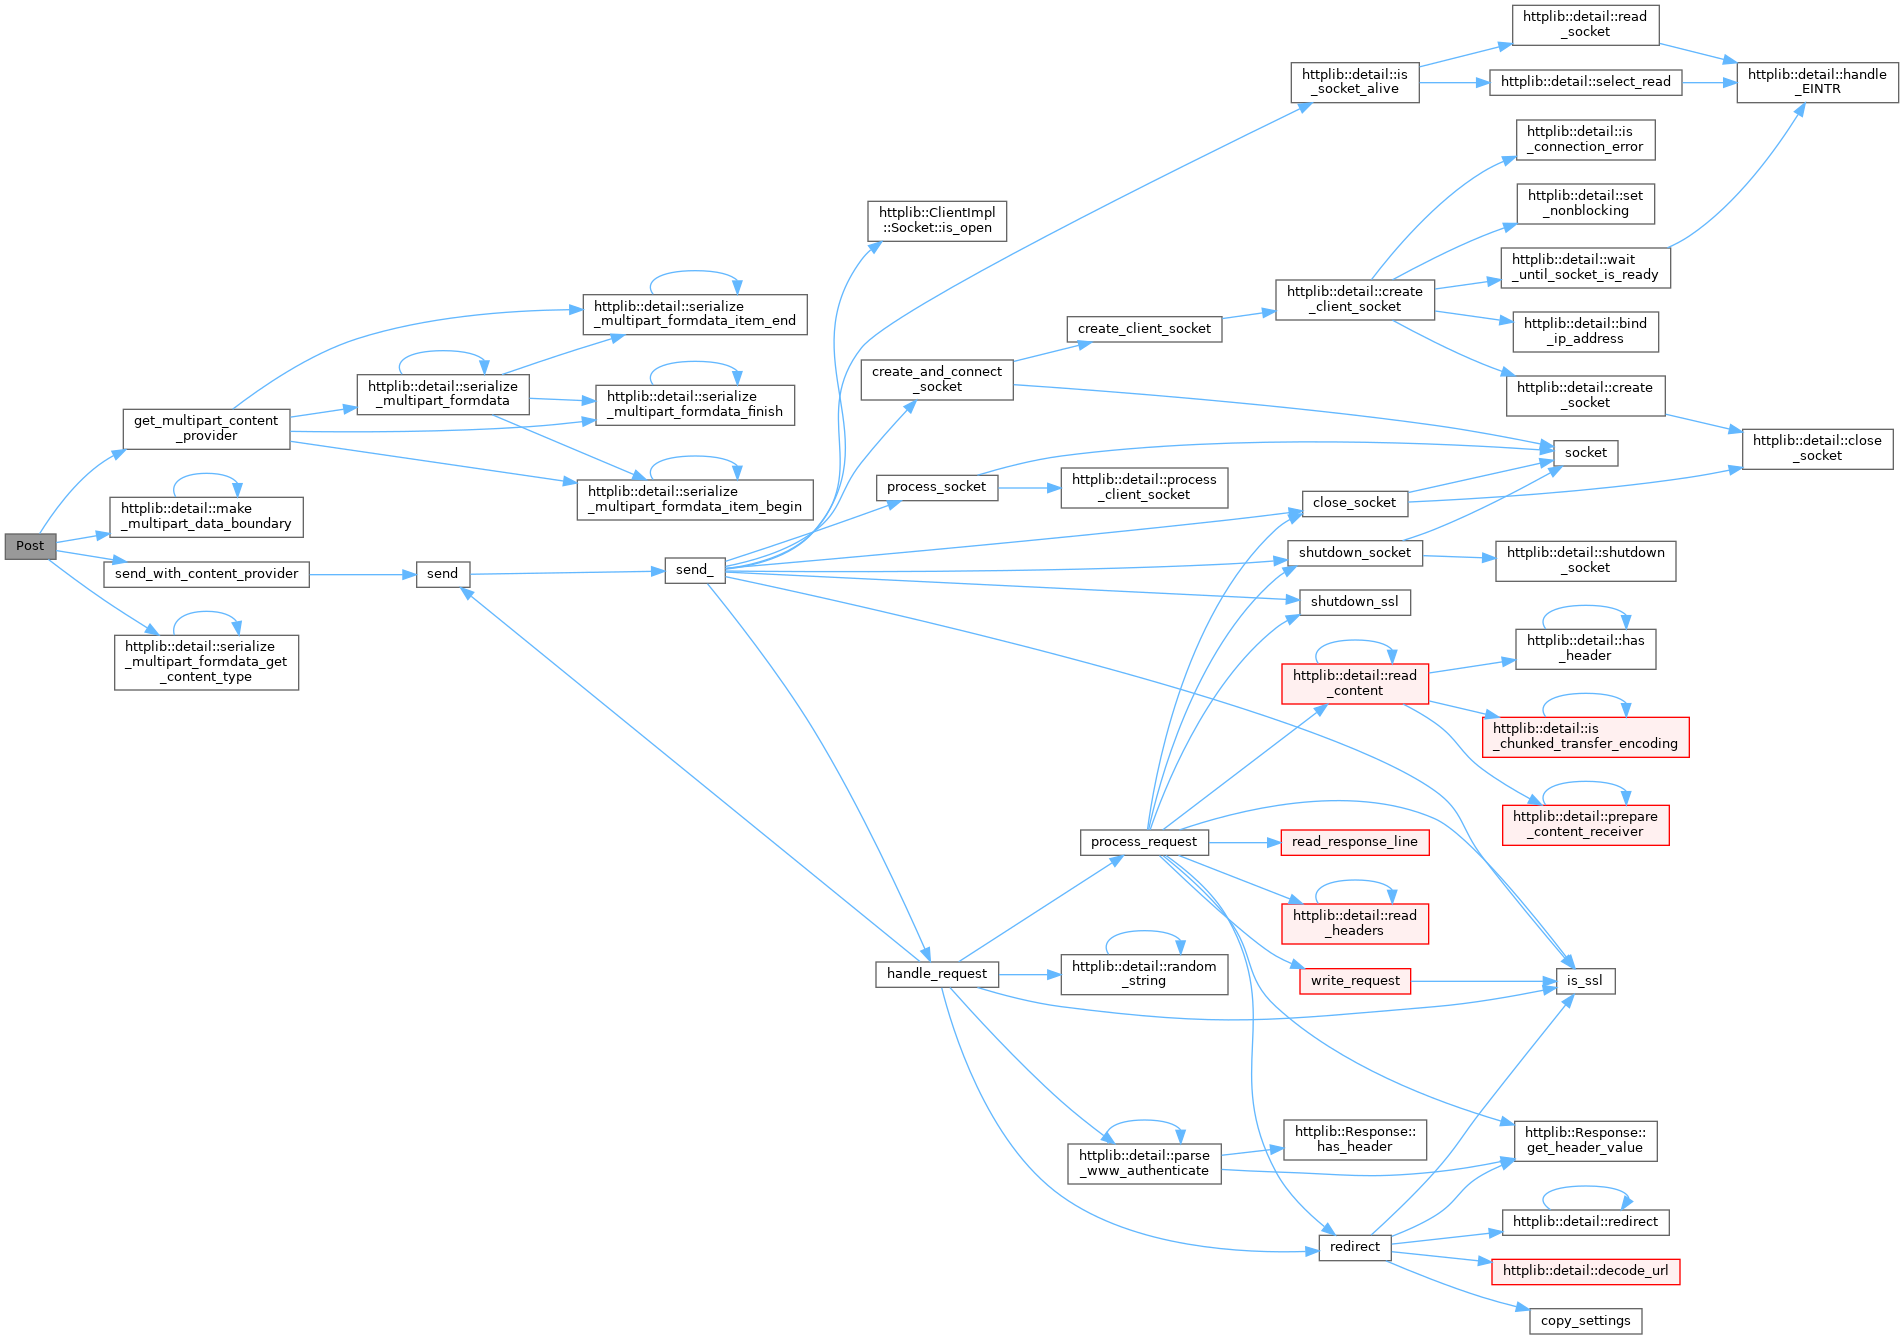 Post
get_multipart_content
_provider
httplib::detail::make
_multipart_data_boundary
send_with_content_provider
httplib::detail::serialize
_multipart_formdata_get
_content_type
httplib::detail::serialize
_multipart_formdata
httplib::detail::serialize
_multipart_formdata_item_end
httplib::detail::serialize
_multipart_formdata_finish
httplib::detail::serialize
_multipart_formdata_item_begin
send
send_
httplib::ClientImpl
::Socket::is_open
create_and_connect
_socket
process_socket
handle_request
create_client_socket
httplib::detail::process
_client_socket
process_request
httplib::detail::random
_string
httplib::detail::parse
_www_authenticate
httplib::detail::is
_socket_alive
httplib::detail::create
_client_socket
close_socket
shutdown_socket
shutdown_ssl
httplib::detail::read
_content
read_response_line
httplib::detail::read
_headers
write_request
httplib::Response::
has_header
redirect
httplib::detail::read
_socket
httplib::detail::select_read
httplib::detail::is
_connection_error
httplib::detail::set
_nonblocking
httplib::detail::wait
_until_socket_is_ready
httplib::detail::bind
_ip_address
httplib::detail::create
_socket
socket
httplib::detail::shutdown
_socket
httplib::detail::has
_header
httplib::detail::is
_chunked_transfer_encoding
httplib::detail::prepare
_content_receiver
is_ssl
httplib::Response::
get_header_value
httplib::detail::redirect
httplib::detail::decode_url
copy_settings
httplib::detail::handle
_EINTR
httplib::detail::close
_socket